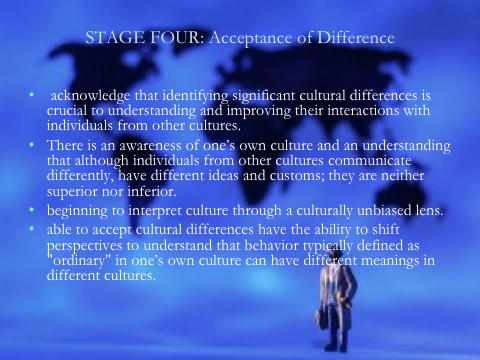 STAGE FOUR: Acceptance of Difference
• acknowledge that identifying significant cultural differences is
crucial to understanding and improving their interactions with
individuals from other cultures.
• There is an awareness of one's own culture and an understanding
that although individuals from other cultures communicate
differently, have different ideas and customs; they are neither
superior nor inferior.
• beginning to interpret culture through a culturally unbiased lens.
• able to accept cultural differences have the ability to shift
perspectives to understand that behavior typically defined as
"ordinary" in one's own culture can have different meanings in
different cultures.